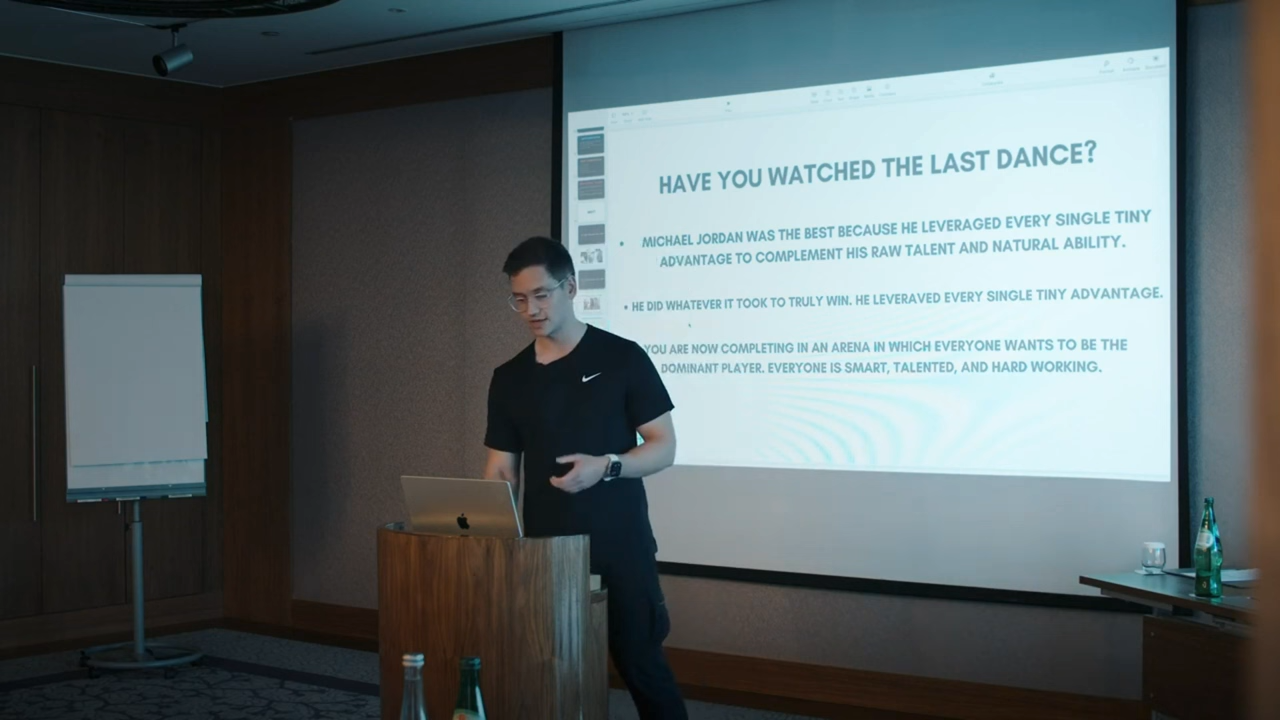 HAVE YOU WATCHED THE LAST DANCE?
• MICHAEL JORDAN WAS THE BEST BECAUSE HE LEVERAGED EVERY SINGLE TINY
ADVANTAGE TO COMPLEMENT HIS RAW TALENT AND NATURAL ABILITY.
• HE DID WHATEVER IT TOOK TO TRULY WIN. HE LEVERAVED EVERY SINGLE TINY ADVANTAGE.
YOU ARE NOW COMPLETING IN AN ARENA IN WHICH EVERYONE WANTS TO BE THE
DOMINANT PLAYER. EVERYONE IS SMART, TALENTED, AND HARD WORKING.